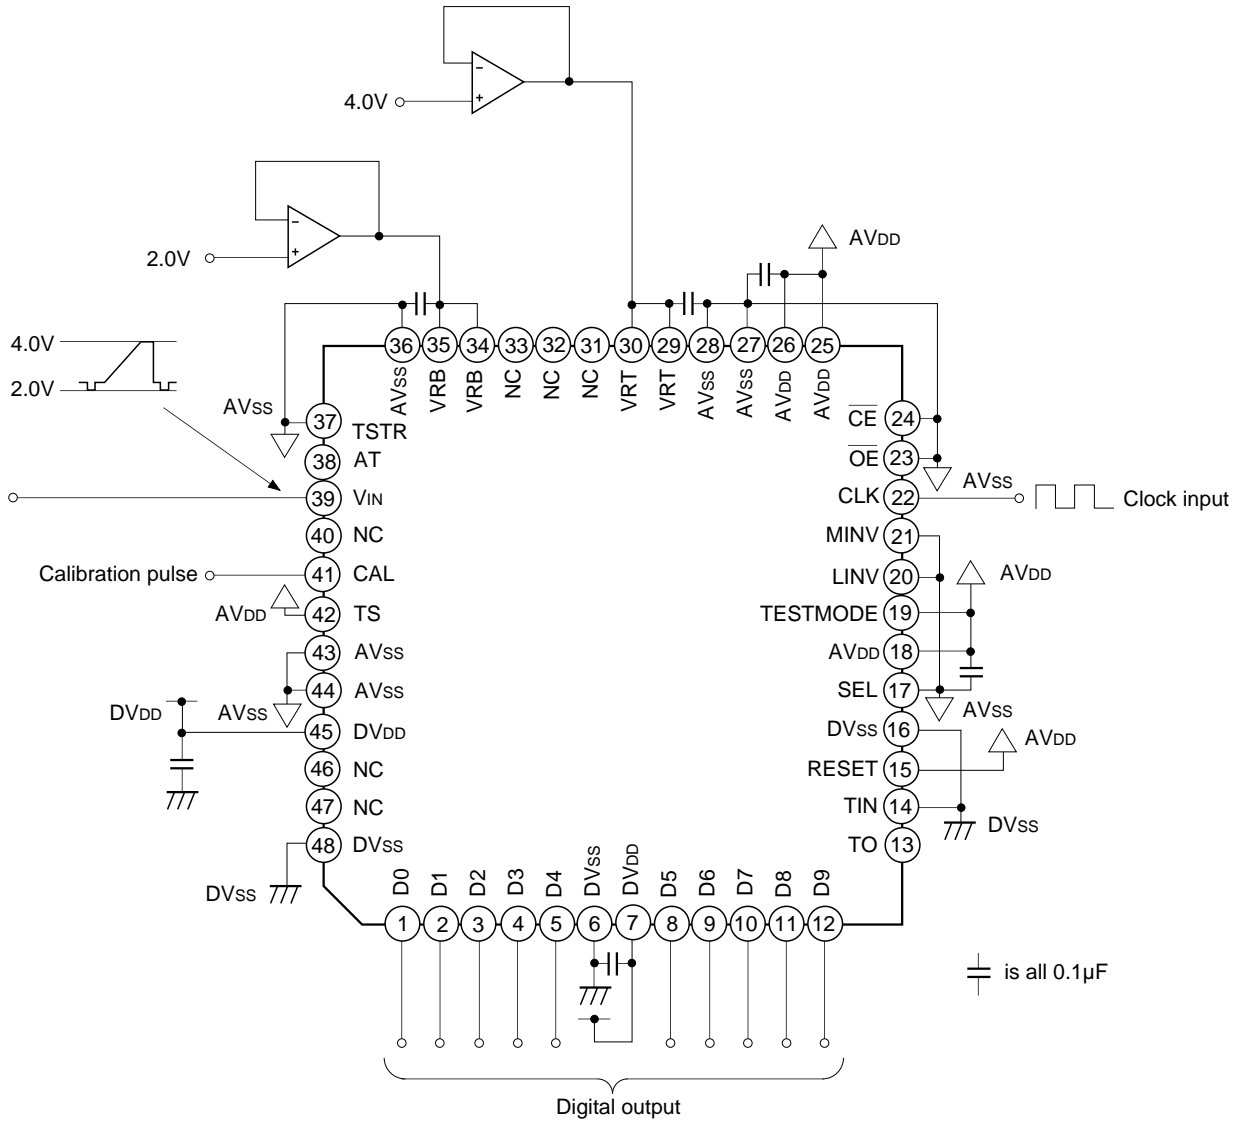 −
4.0V
+
−
2.0V
+
AVDD
4.0V
2.0V
36 35 34 33 32 31 30 29 28 27 26 25
AVSS VRB VRB NC NC NC VRT VRT AVSS AVSS AVDD AVDD
AVSS
37 TSTR
38 AT
39 VIN
40 NC
Calibration pulse
41 CAL
AVDD
42 TS
43 AVSS
44 AVSS
AVSS
DVDD
45 DVDD
46 NC
47 NC
48 DVSS
DVSS
CE 24
OE 23
AVSS
CLK 22
Clock input
MINV 21
LINV 20
AVDD
TESTMODE 19
AVDD 18
SEL 17
AVSS
DVSS 16
AVDD
RESET 15
TIN 14
DVSS
TO 13
D0 D1 D2 D3 D4 DVSS DVDD D5 D6 D7 D8 D9
1 2 3 4 5 6 7 8 9 10 11 12
is all 0.1µF
Digital output